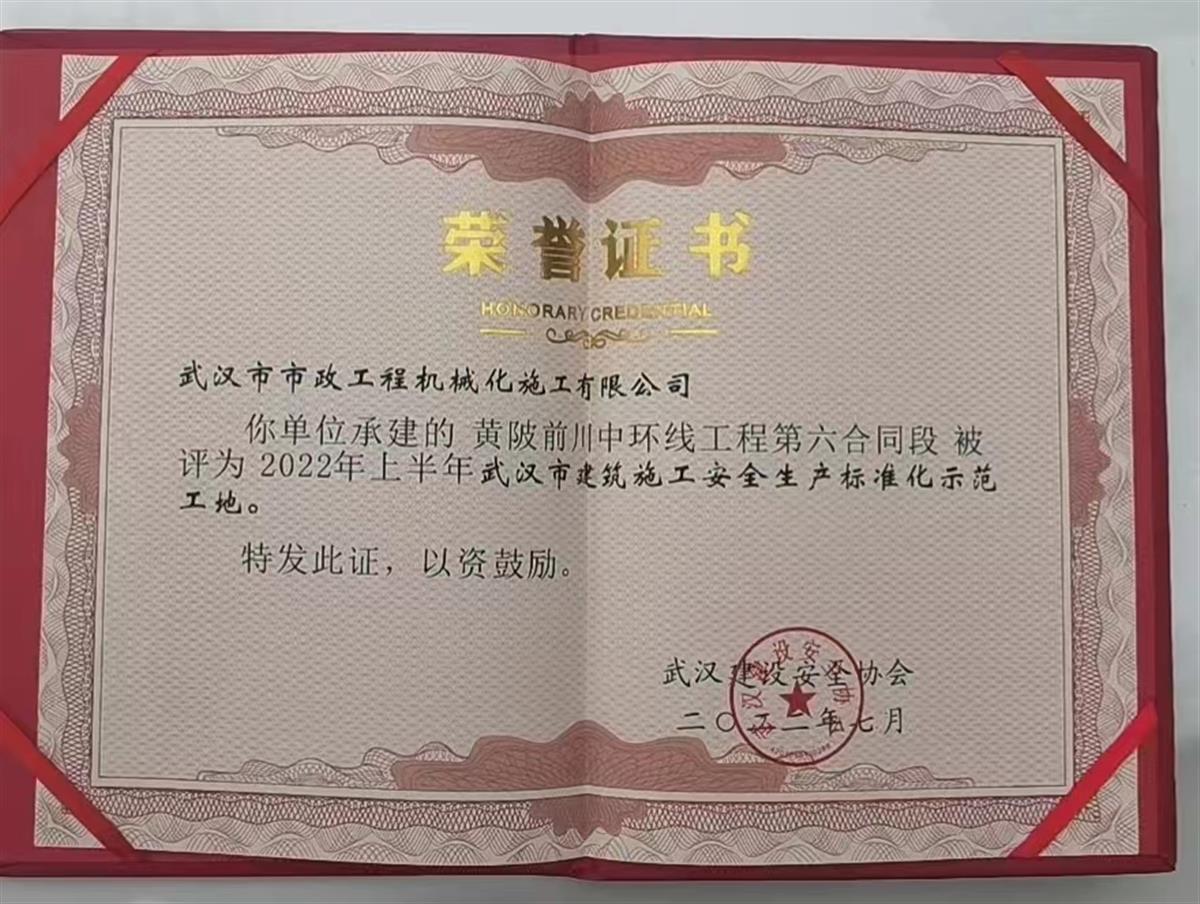 荣誉证书
HONORARY CREDENTIAL
武汉市市政工程机械化施工有限公司
你单位承建的 黄陂前川中环线工程第六合同段 被
评为 2022年上半年武汉市建筑施工安全生产标准化示范
工地。
特发此证，以资鼓励。
武汉建设安全协会
二〇二二年七月